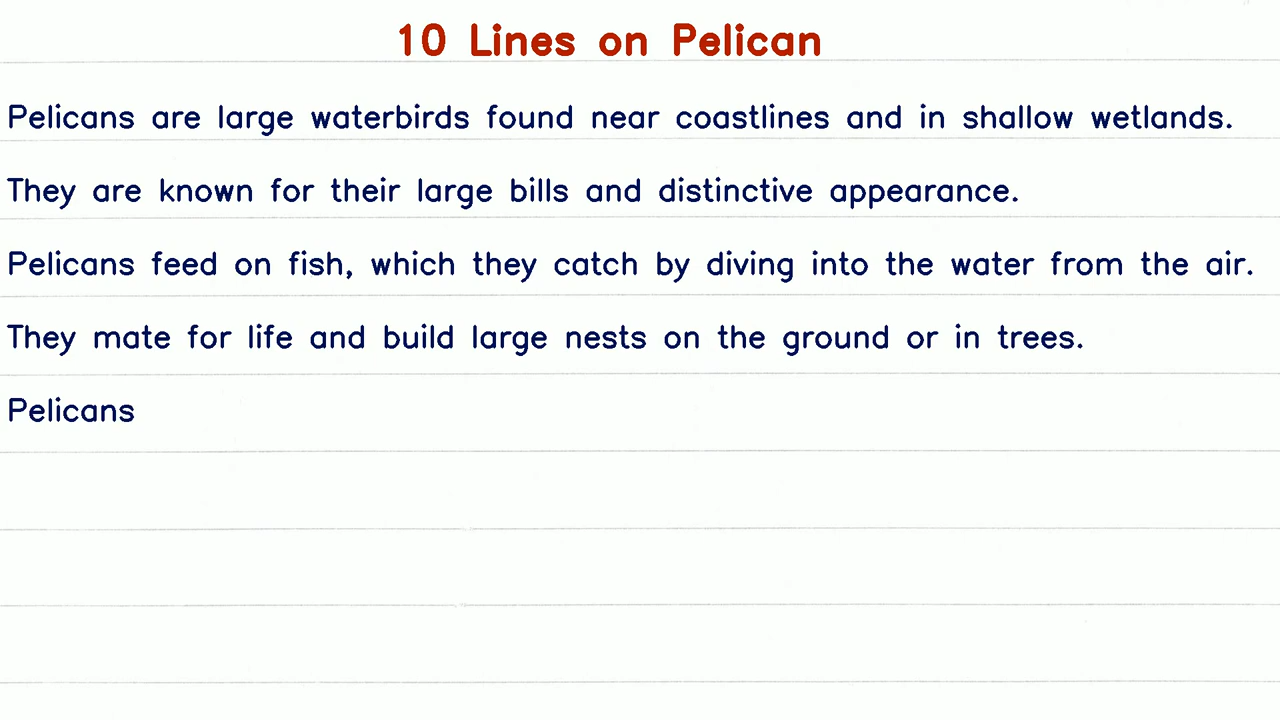 10 Lines on Pelican
Pelicans are large waterbirds found near coastlines and in shallow wetlands.
They are known for their large bills and distinctive appearance.
Pelicans feed on fish, which they catch by diving into the water from the air.
They mate for life and build large nests on the ground or in trees.
Pelicans